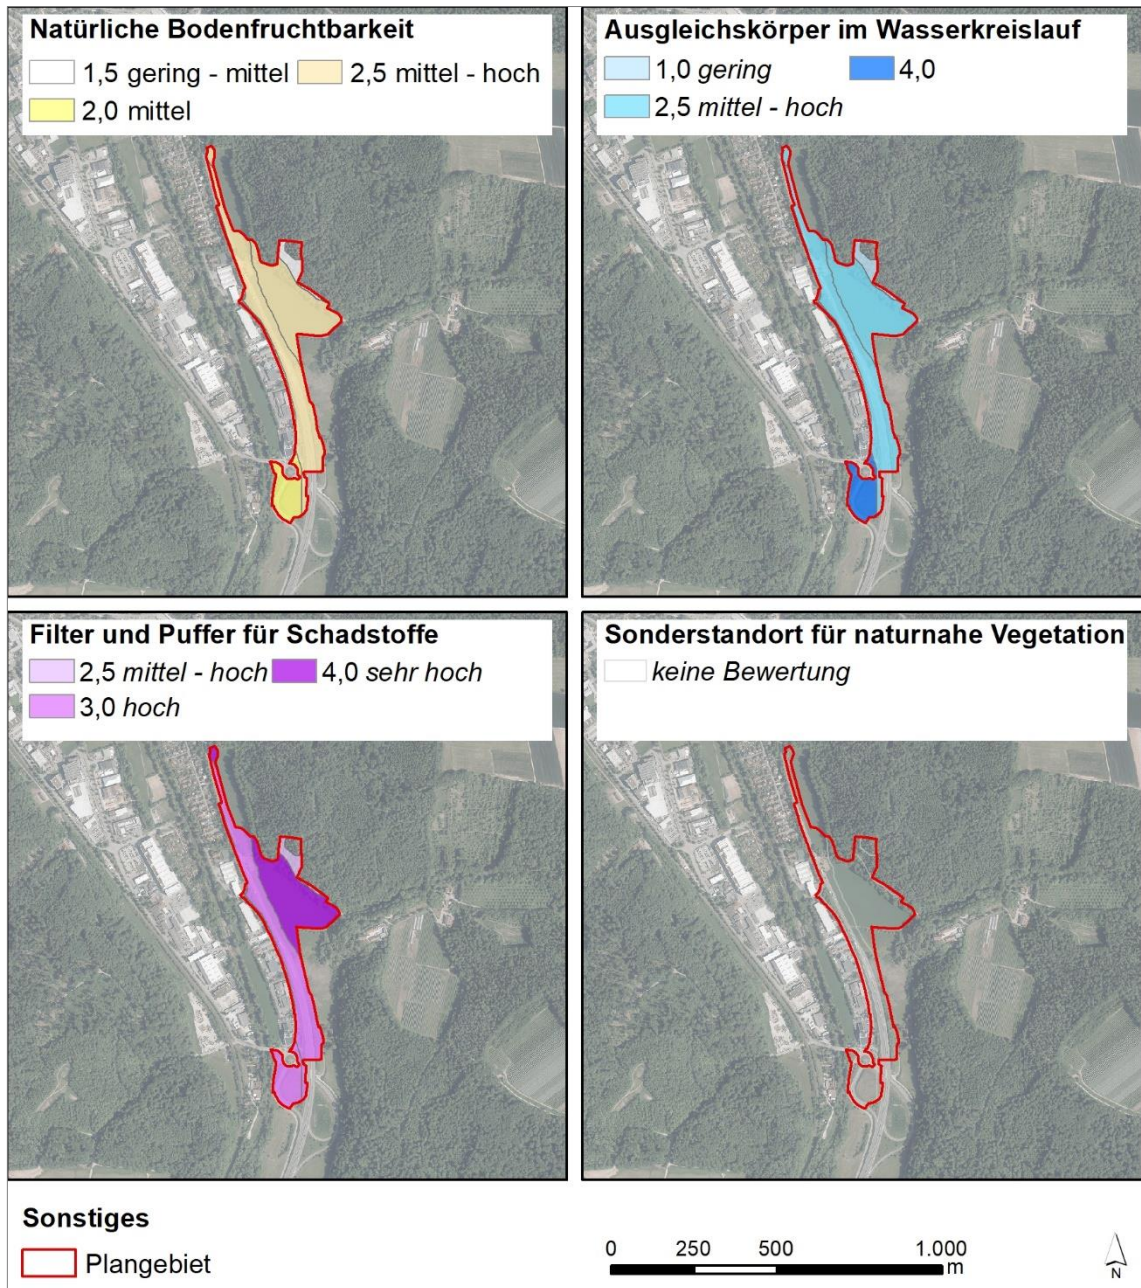 Natürliche Bodenfruchtbarkeit
1,5 gering - mittel
2,5 mittel - hoch
2,0 mittel
Ausgleichskörper im Wasserkreislauf
1,0 gering
4,0
2,5 mittel - hoch
Filter und Puffer für Schadstoffe
2,5 mittel - hoch
4,0 sehr hoch
3,0 hoch
Sonderstandort für naturnahe Vegetation
keine Bewertung
Sonstiges
Plangebiet
0 250 500 1.000
m
N